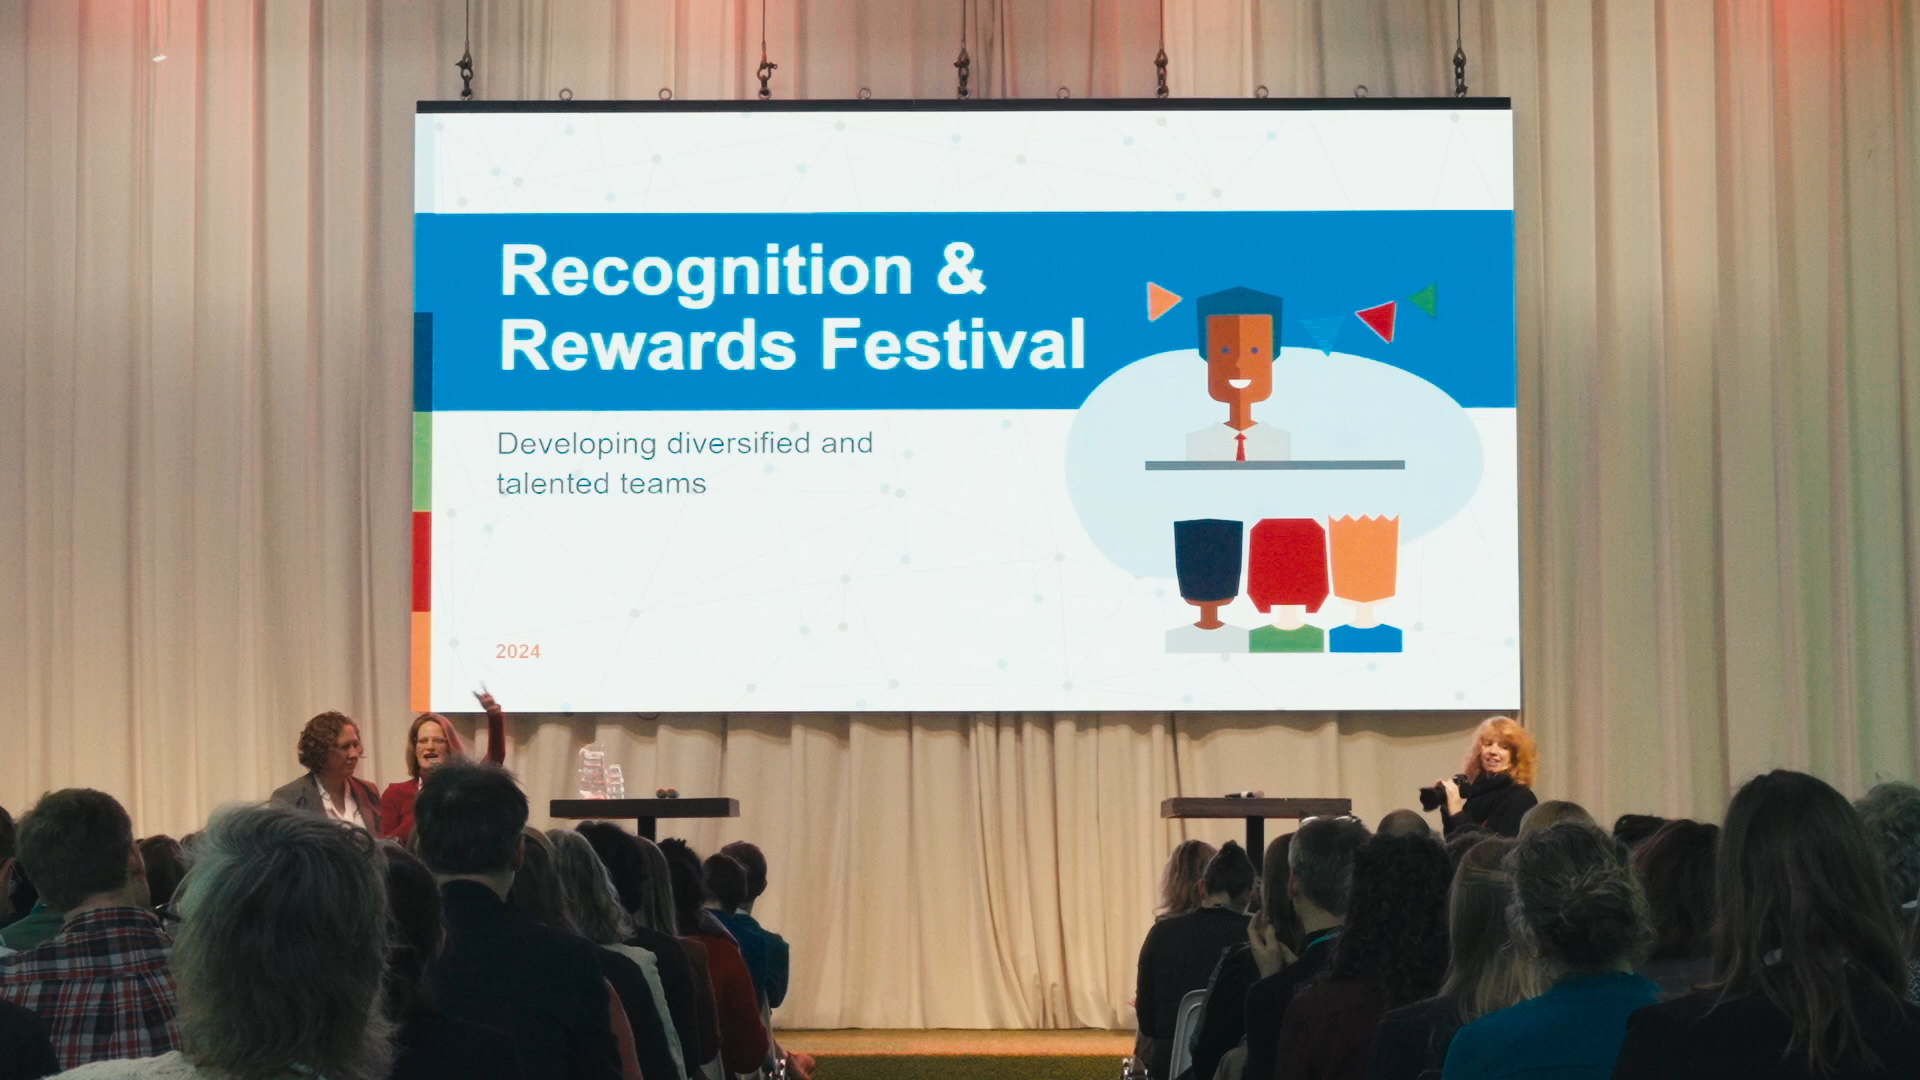 Recognition &
Rewards Festival
Developing diversified and
talented teams
2024